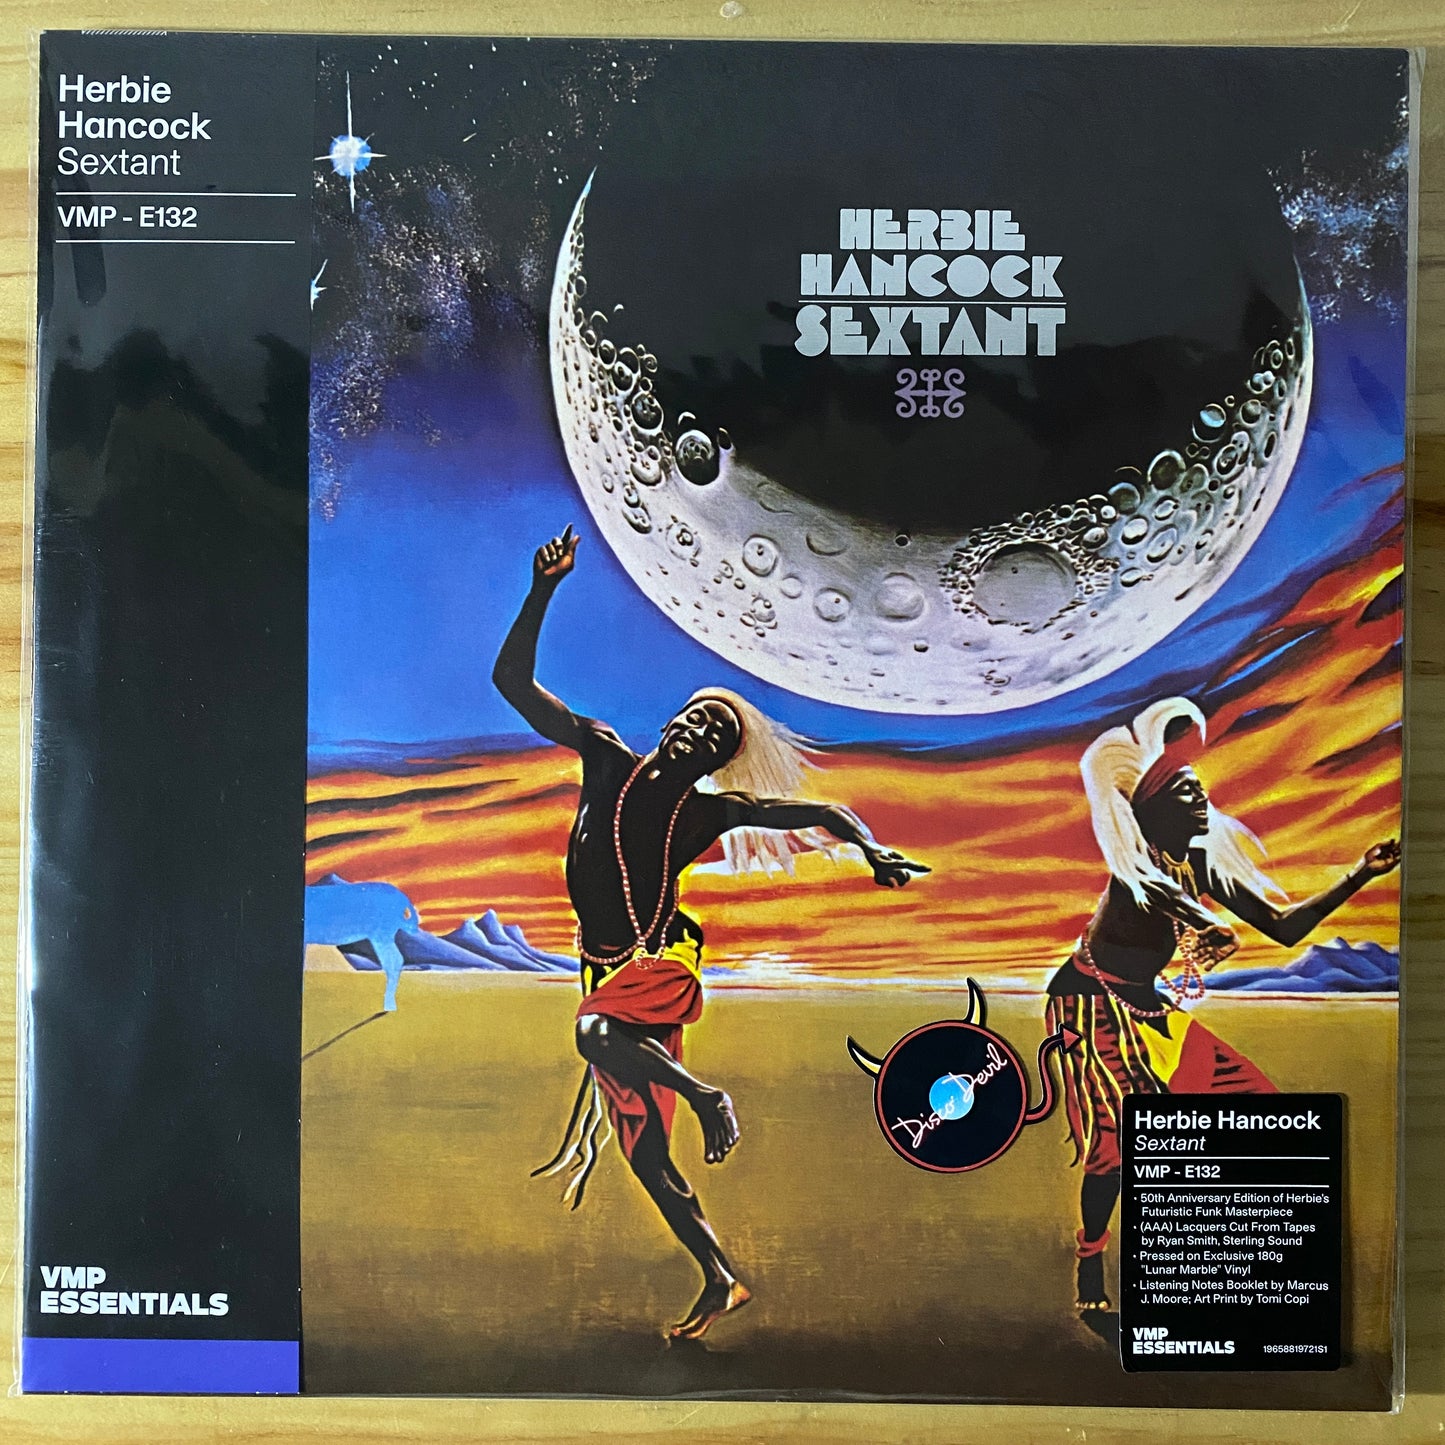 Herbie
Hancock
Sextant
VMP - E132
HERBIE
HANCOCK
SEXTANT
Disco Devil
Herbie Hancock
Sextant
VMP - E132
• 50th Anniversary Edition of Herbie's
Futuristic Funk Masterpiece
• (AAA) Lacquers Cut From Tapes
by Ryan Smith, Sterling Sound
• Pressed on Exclusive 180g
"Lunar Marble" Vinyl
• Listening Notes Booklet by Marcus
J. Moore; Art Print by Tomi Copi
VMP
ESSENTIALS
19658819721S1
VMP
ESSENTIALS